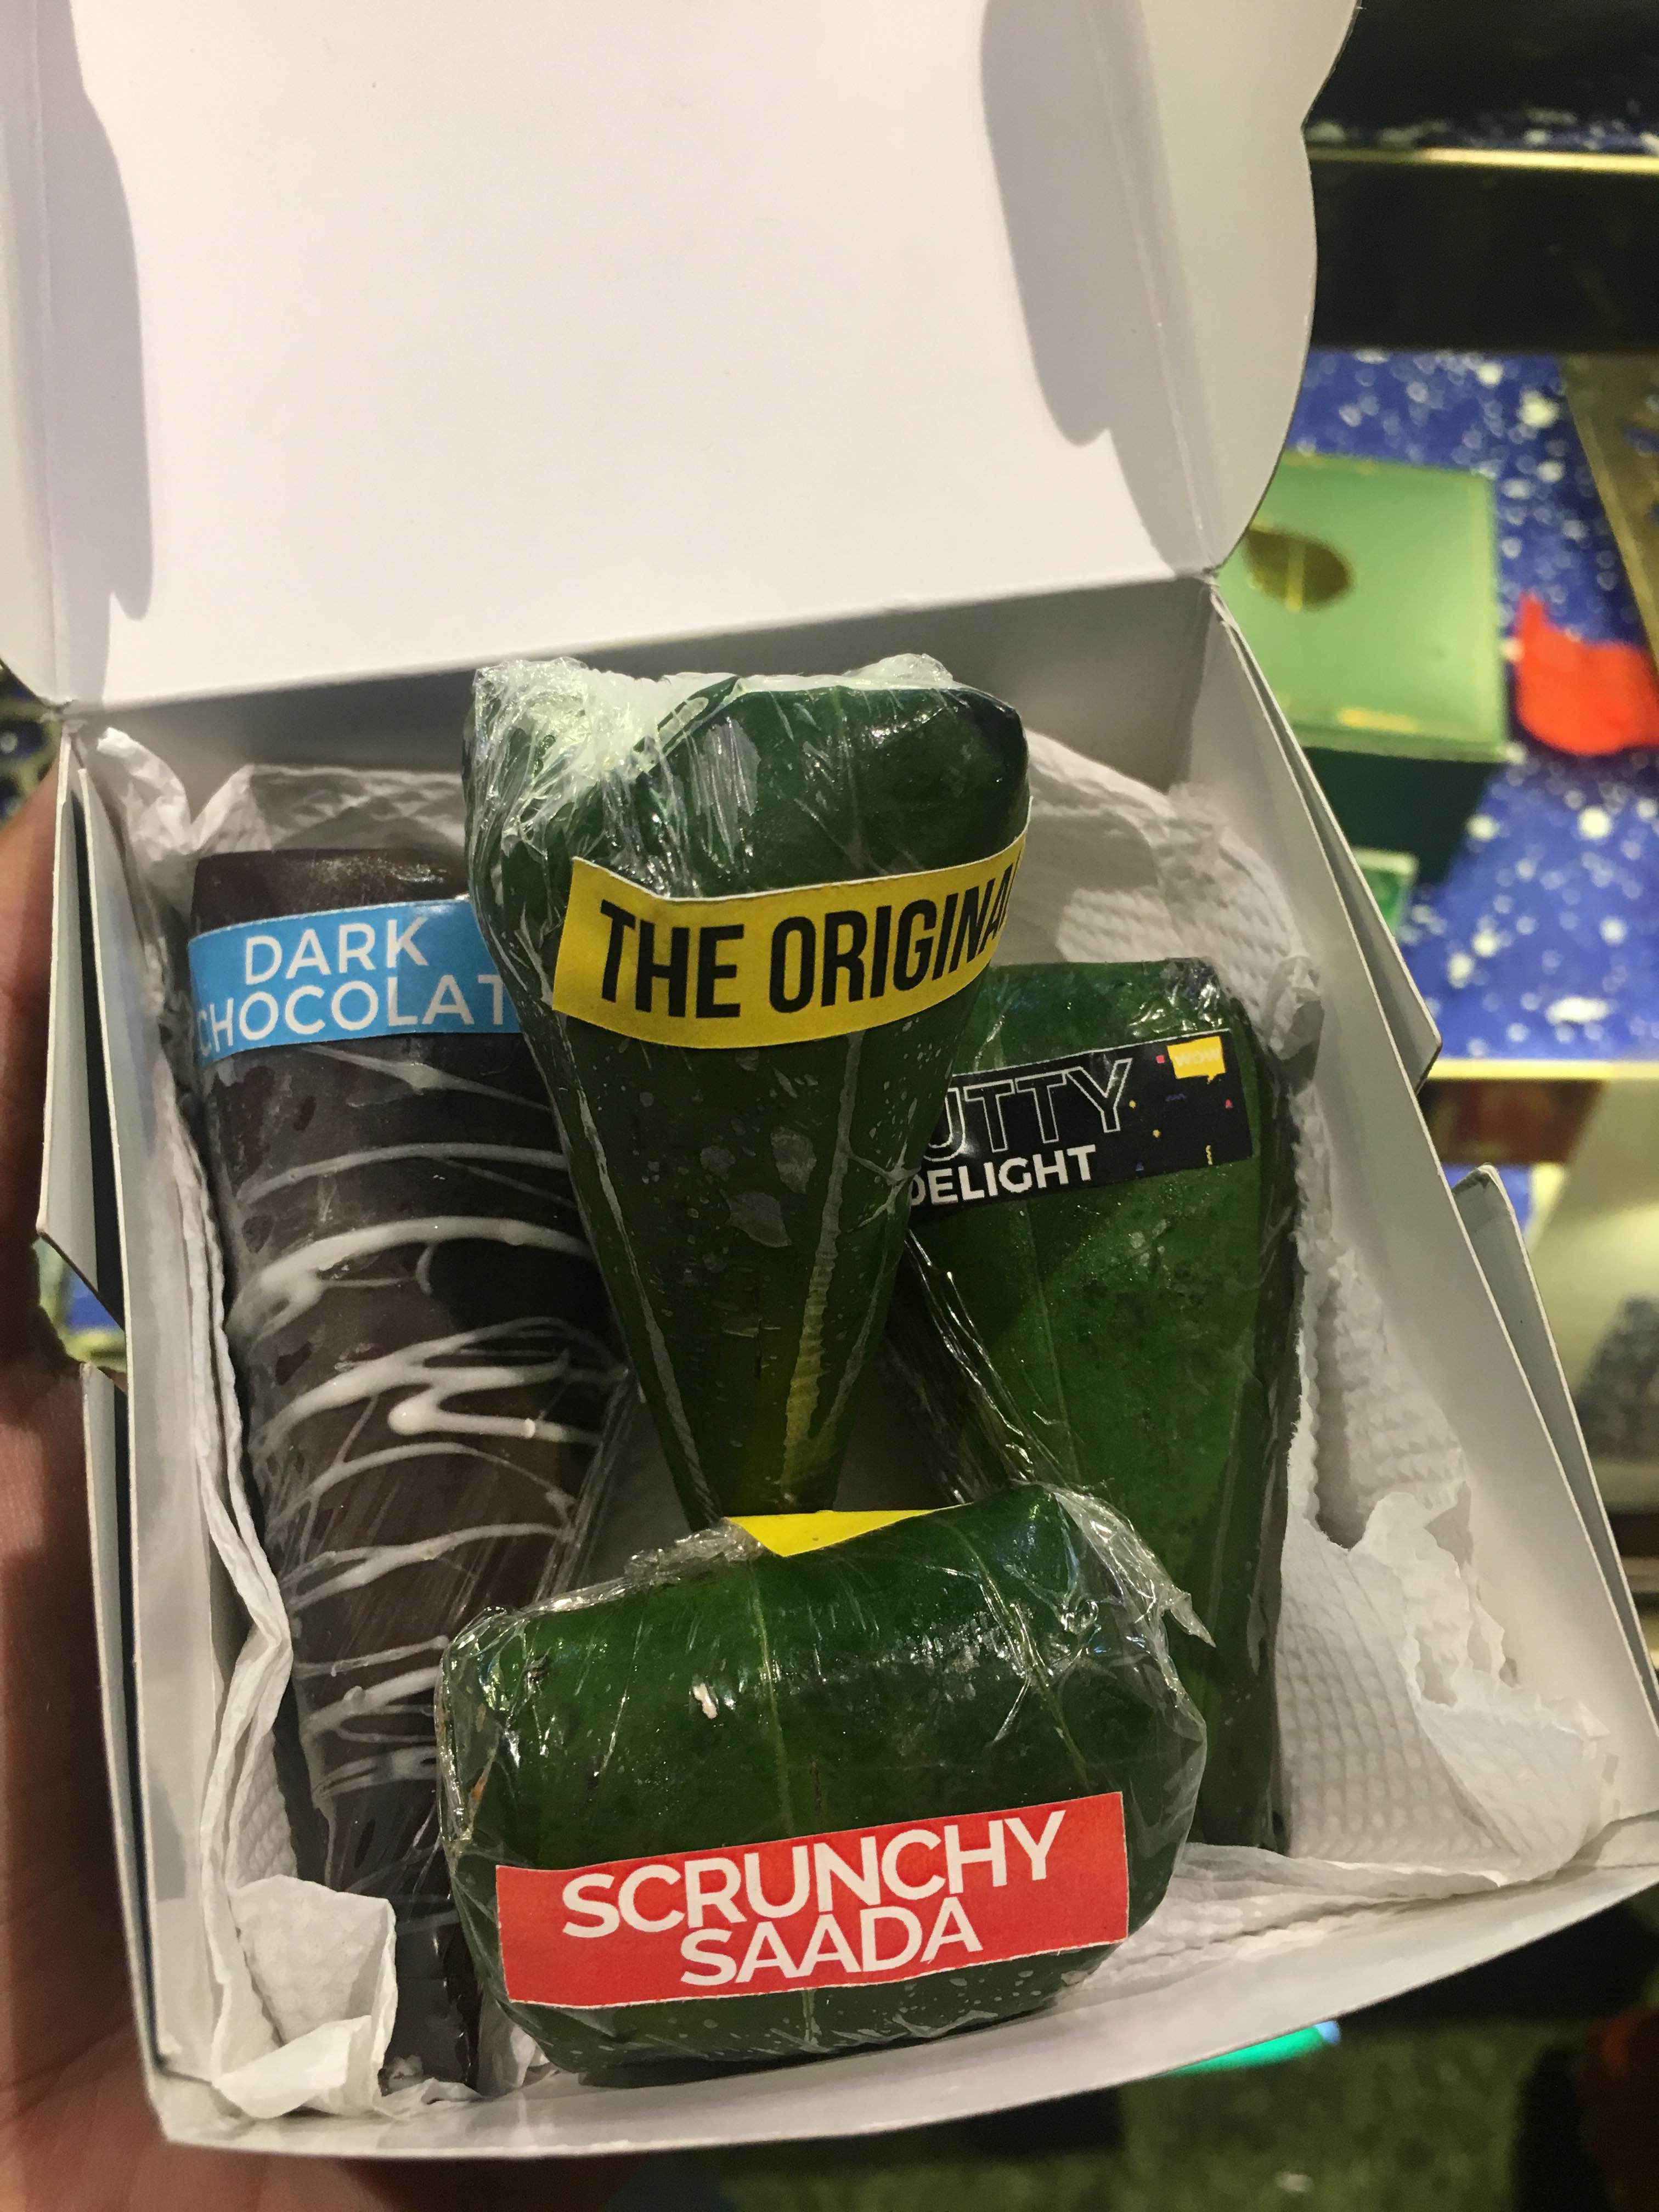 DARK
CHOCOLAT
THE ORIGINA
UTTY
WOW
DELIGHT
SCRUNCHY
SAADA